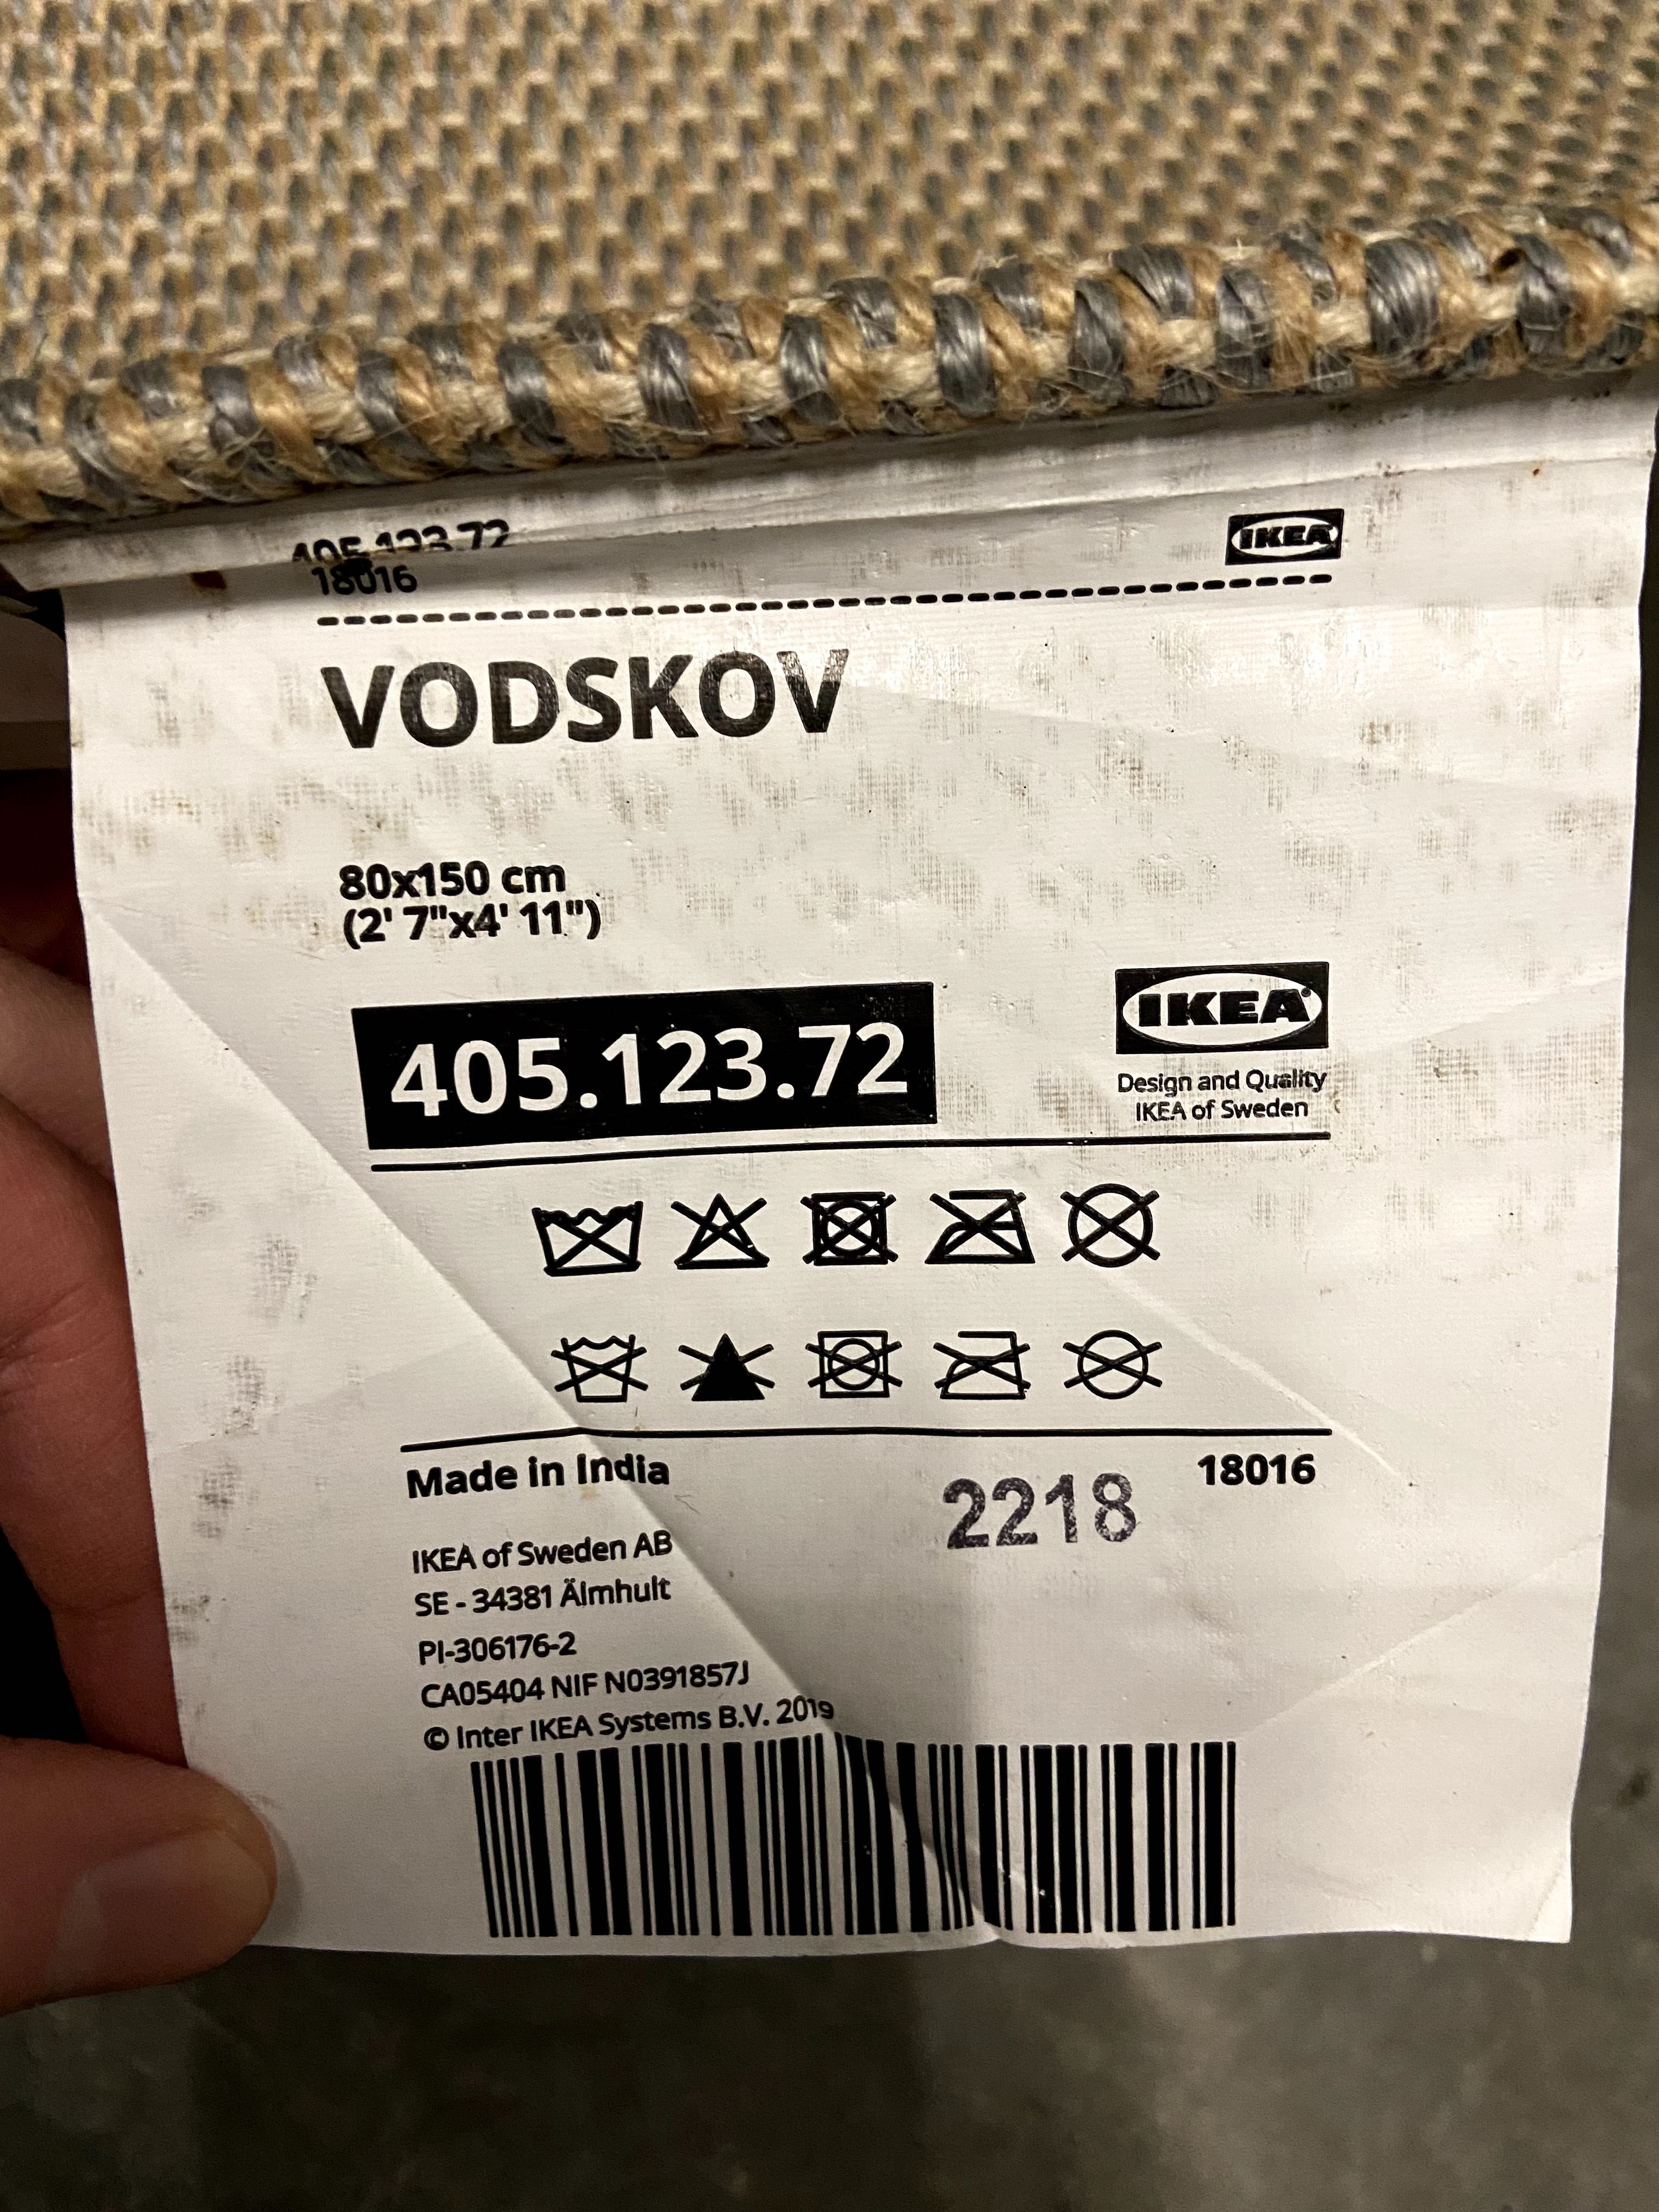 405.123.72
18016
IKEA
VODSKOV
80x150 cm
(2' 7"x4' 11")
405.123.72
IKEA®
Design and Quality
IKEA of Sweden
Made in India
2218
18016
IKEA of Sweden AB
SE - 34381 Älmhult
PI-306176-2
CA05404 NIF N0391857J
© Inter IKEA Systems B.V. 2019